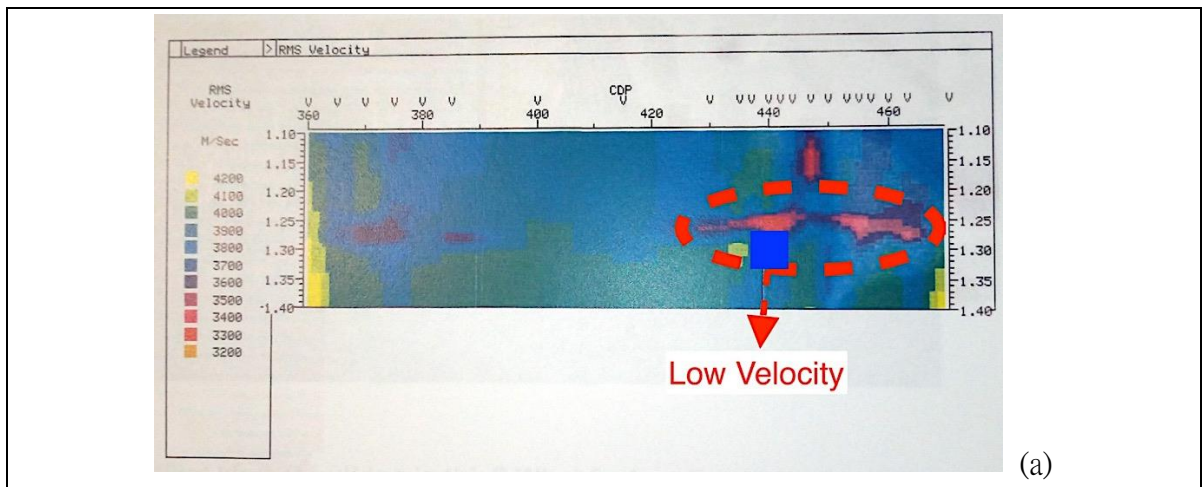 Legend > RMS Velocity
RMS
Velocity
M/Sec
4200
4100
4000
3900
3800
3700
3600
3500
3400
3300
3200
CDP
V V V V V V V V V V V V V V V V V V V V V
360 380 400 420 440 460
1.10 1.10
1.15 1.15
1.20 1.20
1.25 1.25
1.30 1.30
1.35 1.35
1.40 1.40
Low Velocity
(a)